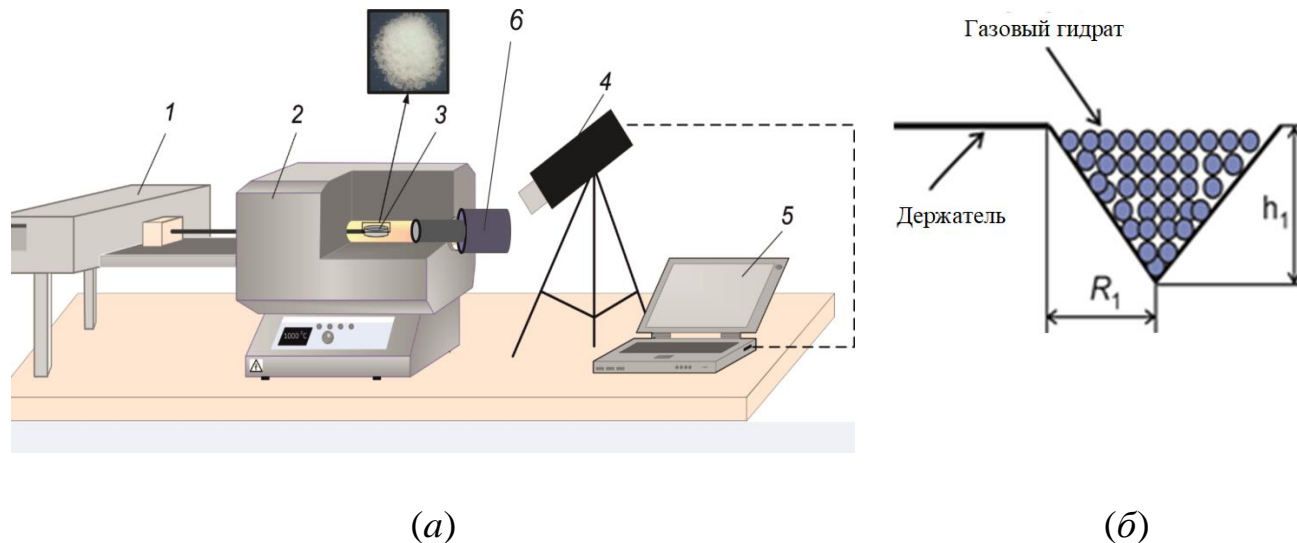 1
2
3
4
5
6
1000 °C
Газовый гидрат
Держатель
h₁
R₁
(а)
(б)